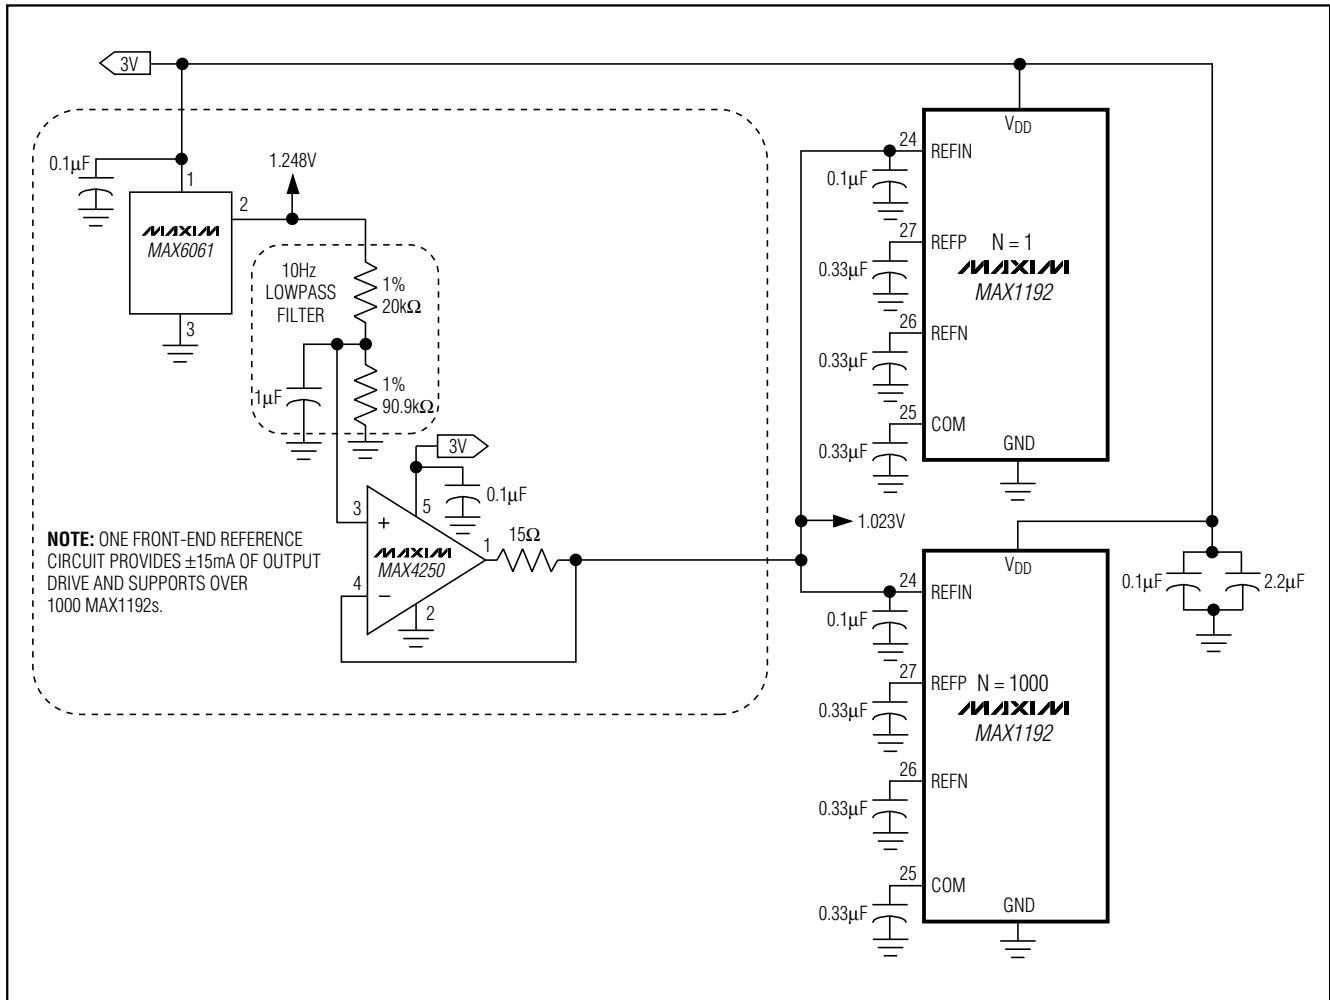 3V
0.1μF
1
1.248V
2
MAXIM
MAX6061
3
10Hz
LOWPASS
FILTER
1%
20kΩ
1μF
1%
90.9kΩ
3V
0.1μF
5
3
+
MAXIM
MAX4250
1
15Ω
4
−
2
NOTE: ONE FRONT-END REFERENCE
CIRCUIT PROVIDES ±15mA OF OUTPUT
DRIVE AND SUPPORTS OVER
1000 MAX1192s.
VDD
24
REFIN
0.1μF
27
REFP
N = 1
MAXIM
MAX1192
0.33μF
26
REFN
0.33μF
25
COM
0.33μF
GND
1.023V
VDD
24
REFIN
0.1μF
27
REFP
N = 1000
MAXIM
MAX1192
0.33μF
26
REFN
0.33μF
25
COM
0.33μF
GND
0.1μF
2.2μF